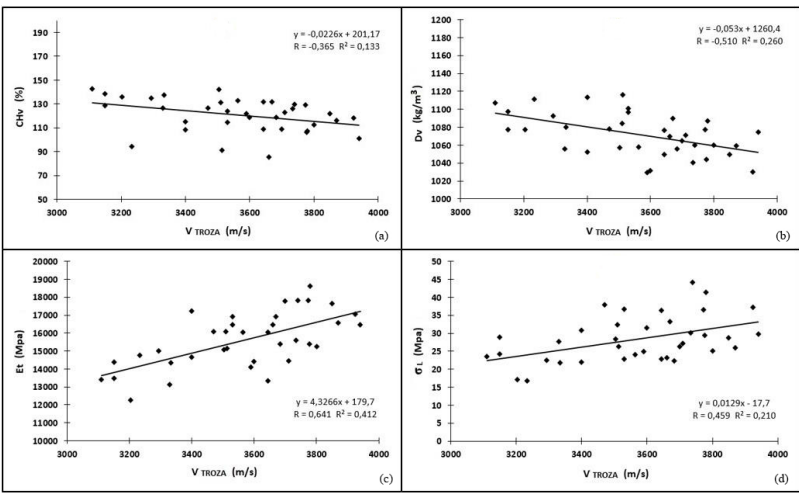 y = -0,0226x + 201,17
R = -0,365 R² = 0,133
CHv (%)
190
170
150
130
110
90
70
50
3000 3200 3400 3600 3800 4000
V TROZA (m/s)
(a)
y = -0,053x + 1260,4
R = -0,510 R² = 0,260
Dv (kg/m³)
1200
1180
1160
1140
1120
1100
1080
1060
1040
1020
1000
3000 3200 3400 3600 3800 4000
V TROZA (m/s)
(b)
Et (Mpa)
20000
19000
18000
17000
16000
15000
14000
13000
12000
11000
10000
y = 4,3266x + 179,7
R = 0,641 R² = 0,412
3000 3200 3400 3600 3800 4000
V TROZA (m/s)
(c)
σ L (Mpa)
50
45
40
35
30
25
20
15
10
5
0
y = 0,0129x - 17,7
R = 0,459 R² = 0,210
3000 3200 3400 3600 3800 4000
V TROZA (m/s)
(d)